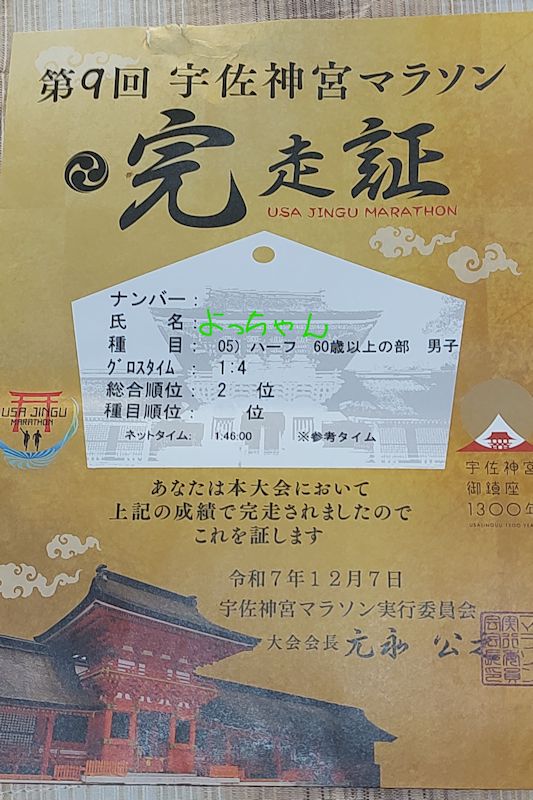 第9回 宇佐神宮マラソン
完走証
USA JINGU MARATHON
ナンバー：
氏　名：よっちゃん
種　目： 05）ハーフ　60歳以上の部　男子
ｸﾞﾛｽﾀｲﾑ ： 1:4
総合順位： 2　位
種目順位：　位
ネットタイム： 1:46:00　※参考タイム
USA JINGU
MARATHON
宇佐神宮
御鎮座
1300年
あなたは本大会において
上記の成績で完走されましたので
これを証します
令和7年12月7日
宇佐神宮マラソン実行委員会
大会会長 元永 公